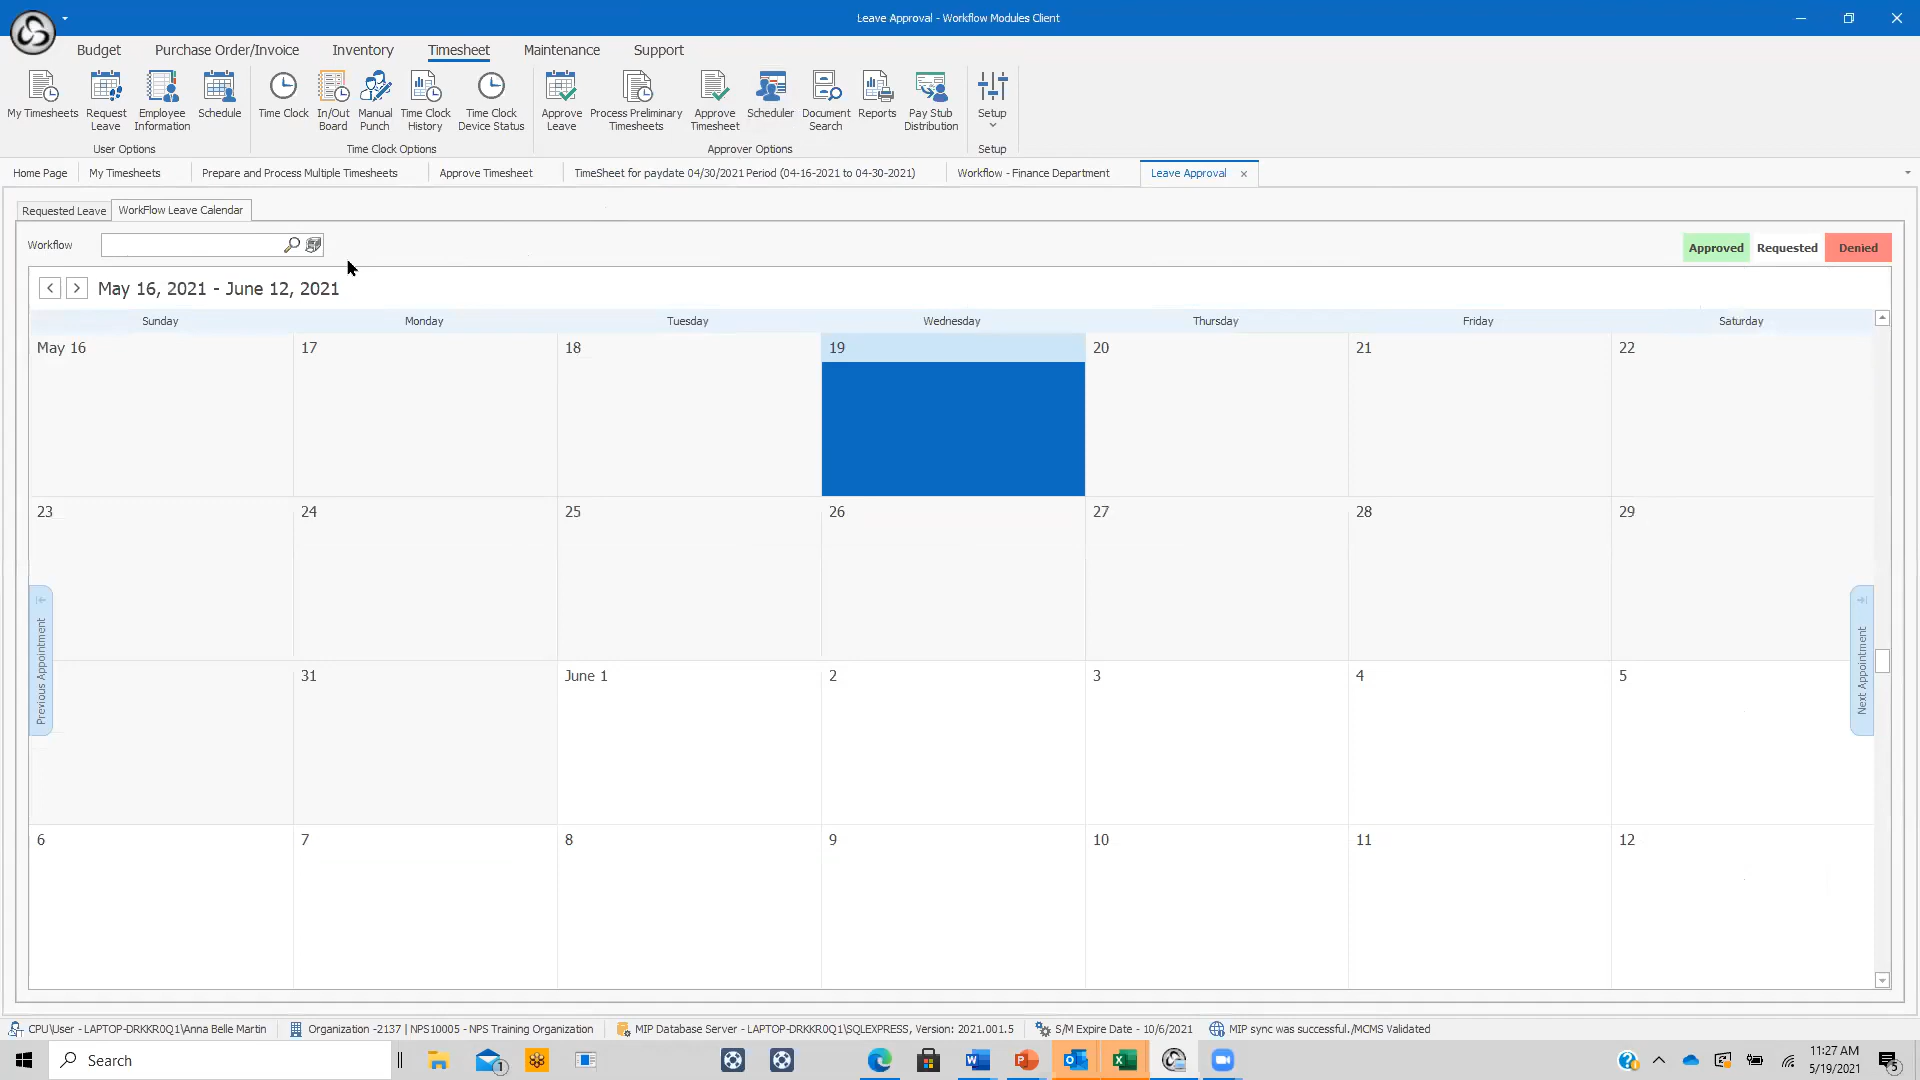 Leave Approval - Workflow Modules Client
Budget Purchase Order/Invoice Inventory Timesheet Maintenance Support
My Timesheets Request Leave Employee Information Schedule Time Clock In/Out Board Manual Punch Time Clock History Time Clock Device Status Approve Leave Process Preliminary Timesheets Approve Timesheet Scheduler Document Search Reports Pay Stub Distribution Setup
User Options Time Clock Options Approver Options Setup
Home Page My Timesheets Prepare and Process Multiple Timesheets Approve Timesheet TimeSheet for paydate 04/30/2021 Period (04-16-2021 to 04-30-2021) Workflow - Finance Department Leave Approval
Requested Leave WorkFlow Leave Calendar
Workflow Approved Requested Denied
May 16, 2021 - June 12, 2021
Sunday Monday Tuesday Wednesday Thursday Friday Saturday
May 16 17 18 19 20 21 22
23 24 25 26 27 28 29
31 June 1 2 3 4 5
Previous Appointment
Next Appointment
6 7 8 9 10 11 12
CPU\User - LAPTOP-DRKKR0Q1\Anna Belle Martin Organization -2137 | NPS10005 - NPS Training Organization MIP Database Server - LAPTOP-DRKKR0Q1\SQLEXPRESS, Version: 2021.001.5 S/M Expire Date - 10/6/2021 MIP sync was successful./MCMS Validated
Search 1 11:27 AM
5/19/2021 5